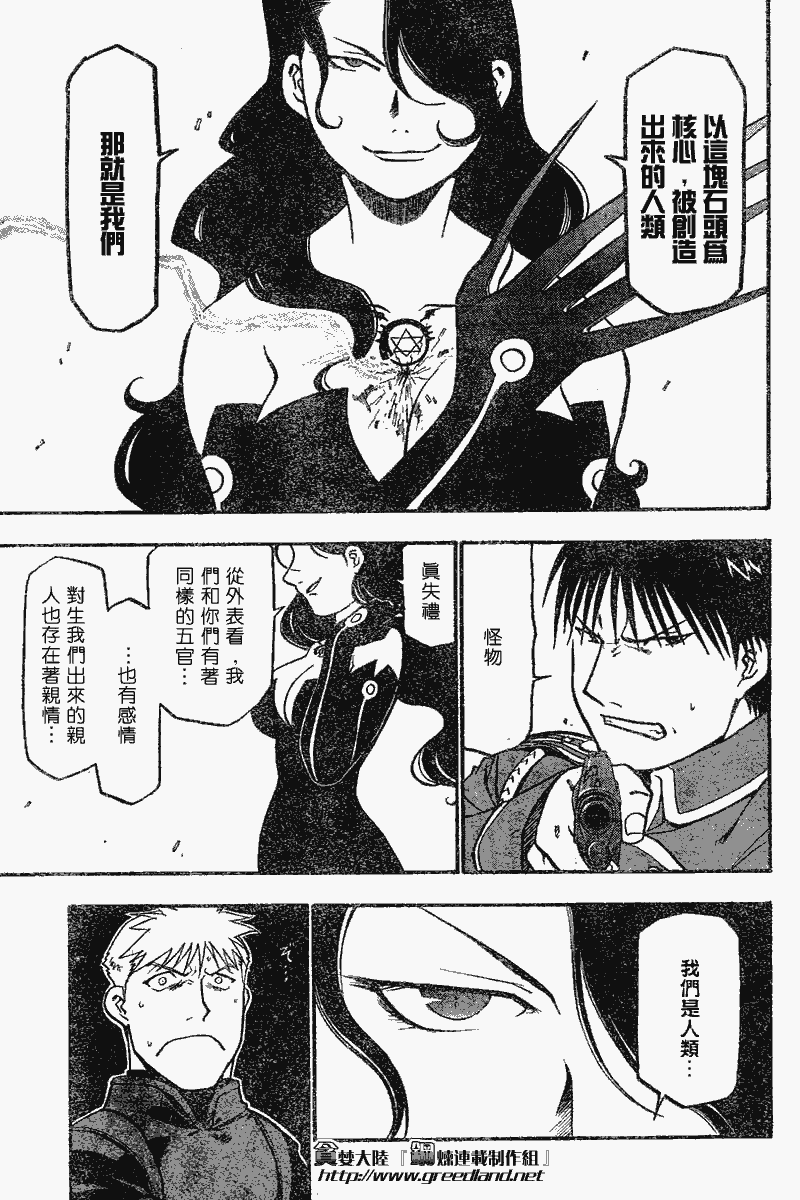 以這塊石頭為
核心，被創造
出來的人類
那就是我們
怪物
真失禮
從外表看，我
們和你們有著
同樣的五官…
…也有感情
對生我們出來的親
人也存在著親情…
我們是人類…
そ…
夢大陸『鋼煉連載制作組』
http://www.greedland.net/